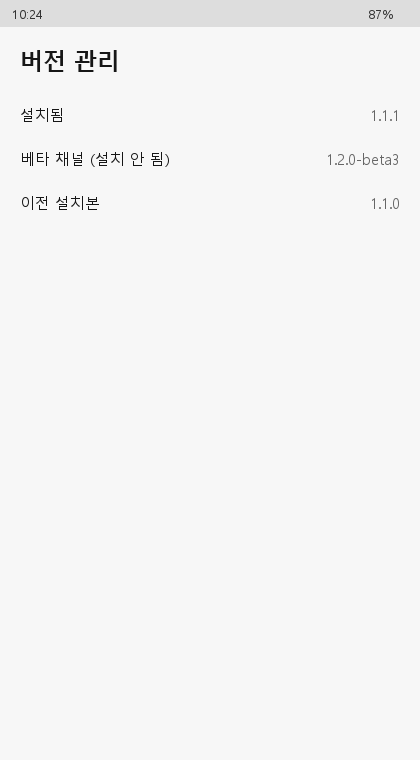 10:24 87%
버전 관리
설치됨 1.1.1
베타 채널 (설치 안 됨) 1.2.0-beta3
이전 설치본 1.1.0